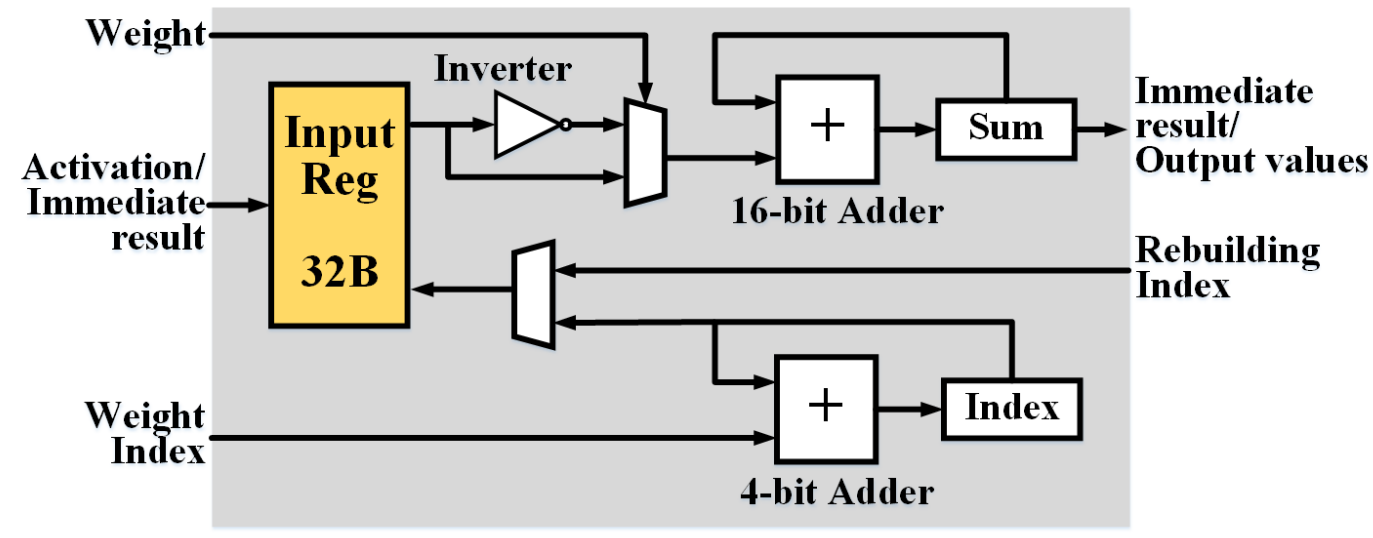 Weight
Inverter
Input
Reg
32B
Activation/
Immediate
result
+
Sum
16-bit Adder
Immediate
result/
Output values
Rebuilding
Index
Weight
Index
+
Index
4-bit Adder